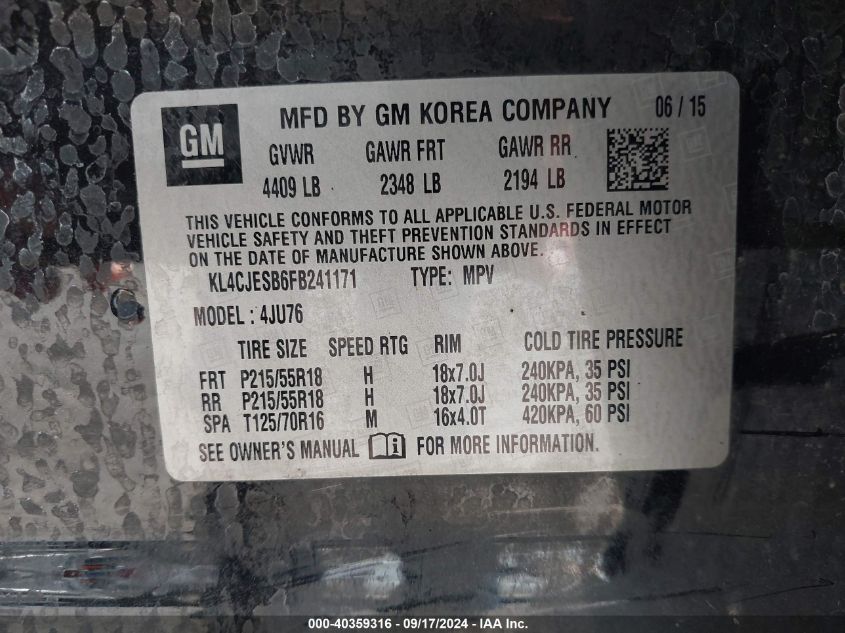 GM
MFD BY GM KOREA COMPANY 06 / 15
GVWR GAWR FRT GAWR RR
4409 LB 2348 LB 2194 LB
THIS VEHICLE CONFORMS TO ALL APPLICABLE U.S. FEDERAL MOTOR
VEHICLE SAFETY AND THEFT PREVENTION STANDARDS IN EFFECT
ON THE DATE OF MANUFACTURE SHOWN ABOVE.
KL4CJESB6FB241171 TYPE: MPV
MODEL : 4JU76
TIRE SIZE SPEED RTG RIM COLD TIRE PRESSURE
FRT P215/55R18 H 18x7.0J 240KPA, 35 PSI
RR P215/55R18 H 18x7.0J 240KPA, 35 PSI
SPA T125/70R16 M 16x4.0T 420KPA, 60 PSI
SEE OWNER'S MANUAL FOR MORE INFORMATION.
000-40359316 - 09/17/2024 - IAA Inc.